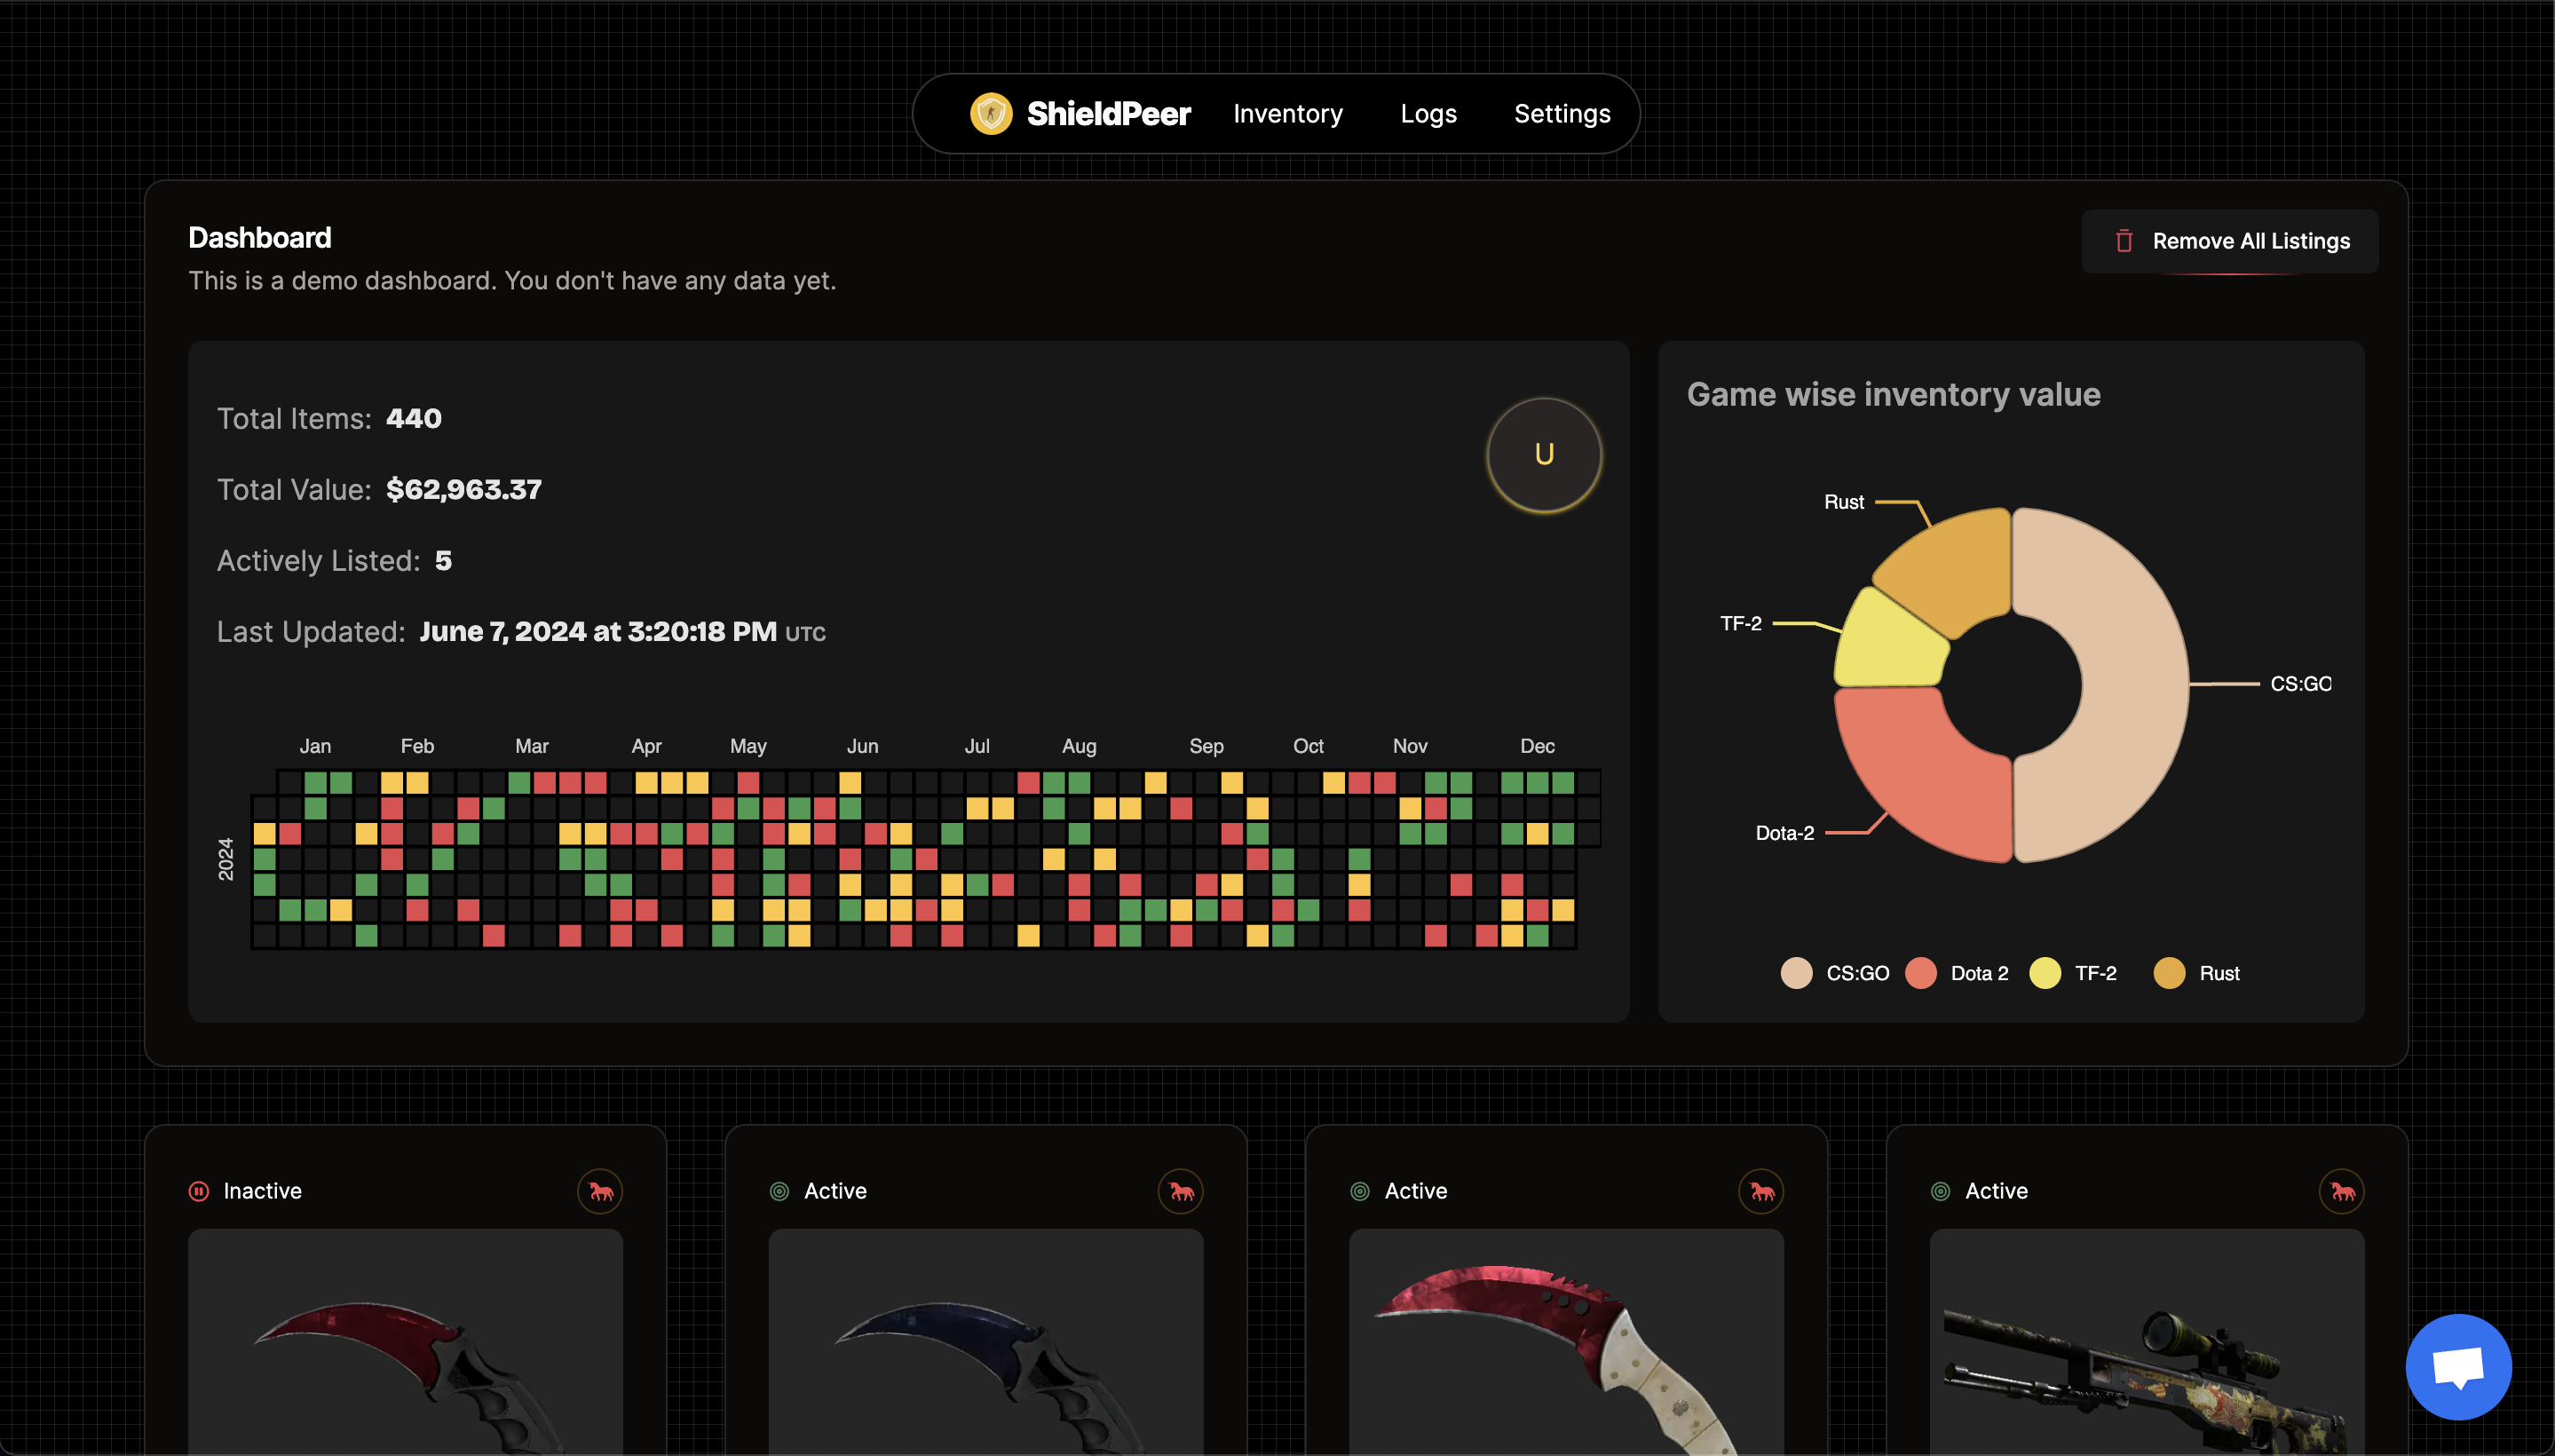 ShieldPeer Inventory Logs Settings
Dashboard
This is a demo dashboard. You don't have any data yet.
Remove All Listings
Total Items: 440
Total Value: $62,963.37
Actively Listed: 5
Last Updated: June 7, 2024 at 3:20:18 PM UTC
U
Jan Feb Mar Apr May Jun Jul Aug Sep Oct Nov Dec
2024
Game wise inventory value
Rust
TF-2
CS:GO
Dota-2
CS:GO Dota 2 TF-2 Rust
Inactive
Active
Active
Active